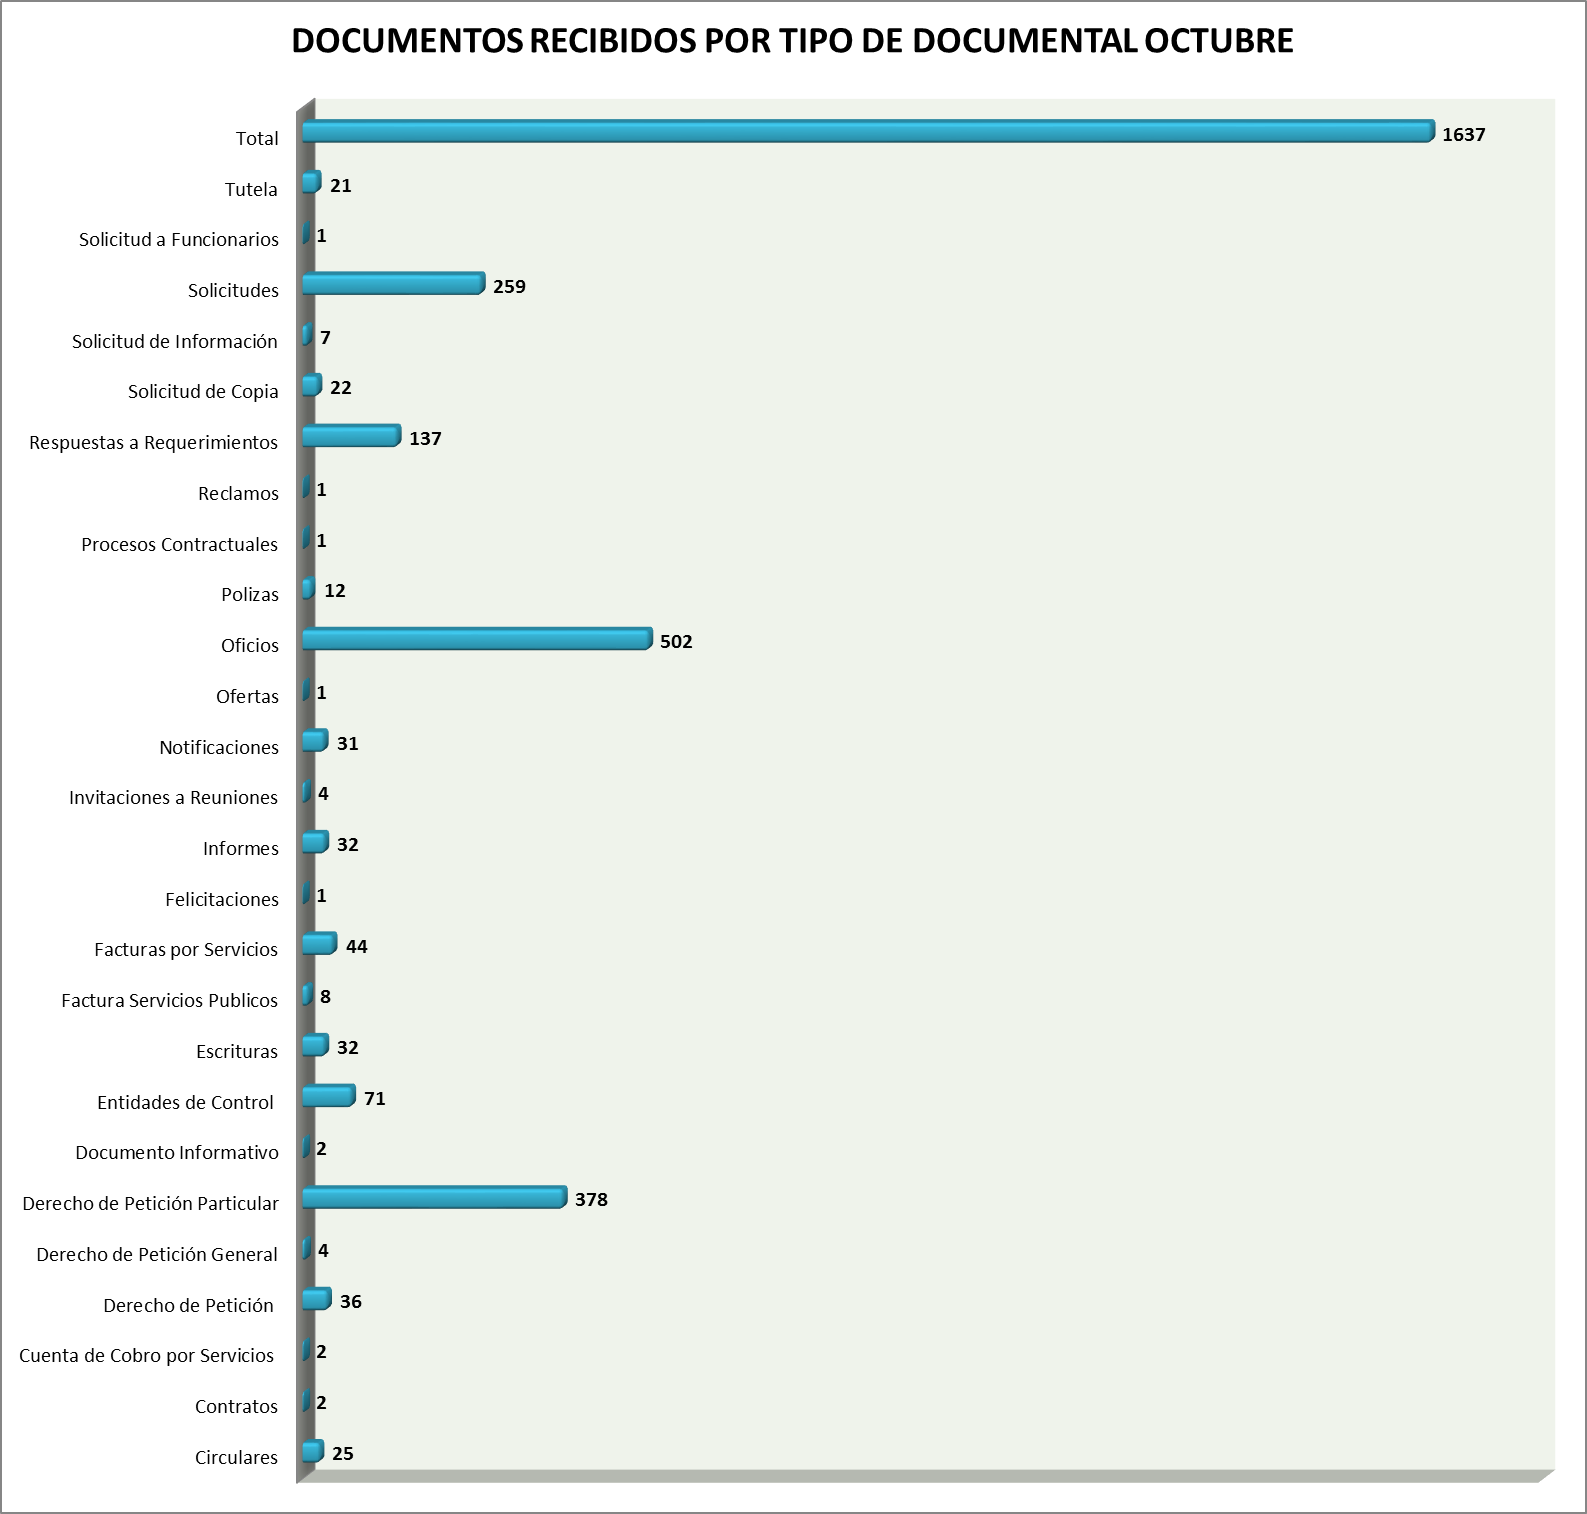 DOCUMENTOS RECIBIDOS POR TIPO DE DOCUMENTAL OCTUBRE
Total 1637
Tutela 21
Solicitud a Funcionarios 1
Solicitudes 259
Solicitud de Información 7
Solicitud de Copia 22
Respuestas a Requerimientos 137
Reclamos 1
Procesos Contractuales 1
Polizas 12
Oficios 502
Ofertas 1
Notificaciones 31
Invitaciones a Reuniones 4
Informes 32
Felicitaciones 1
Facturas por Servicios 44
Factura Servicios Publicos 8
Escrituras 32
Entidades de Control 71
Documento Informativo 2
Derecho de Petición Particular 378
Derecho de Petición General 4
Derecho de Petición 36
Cuenta de Cobro por Servicios 2
Contratos 2
Circulares 25